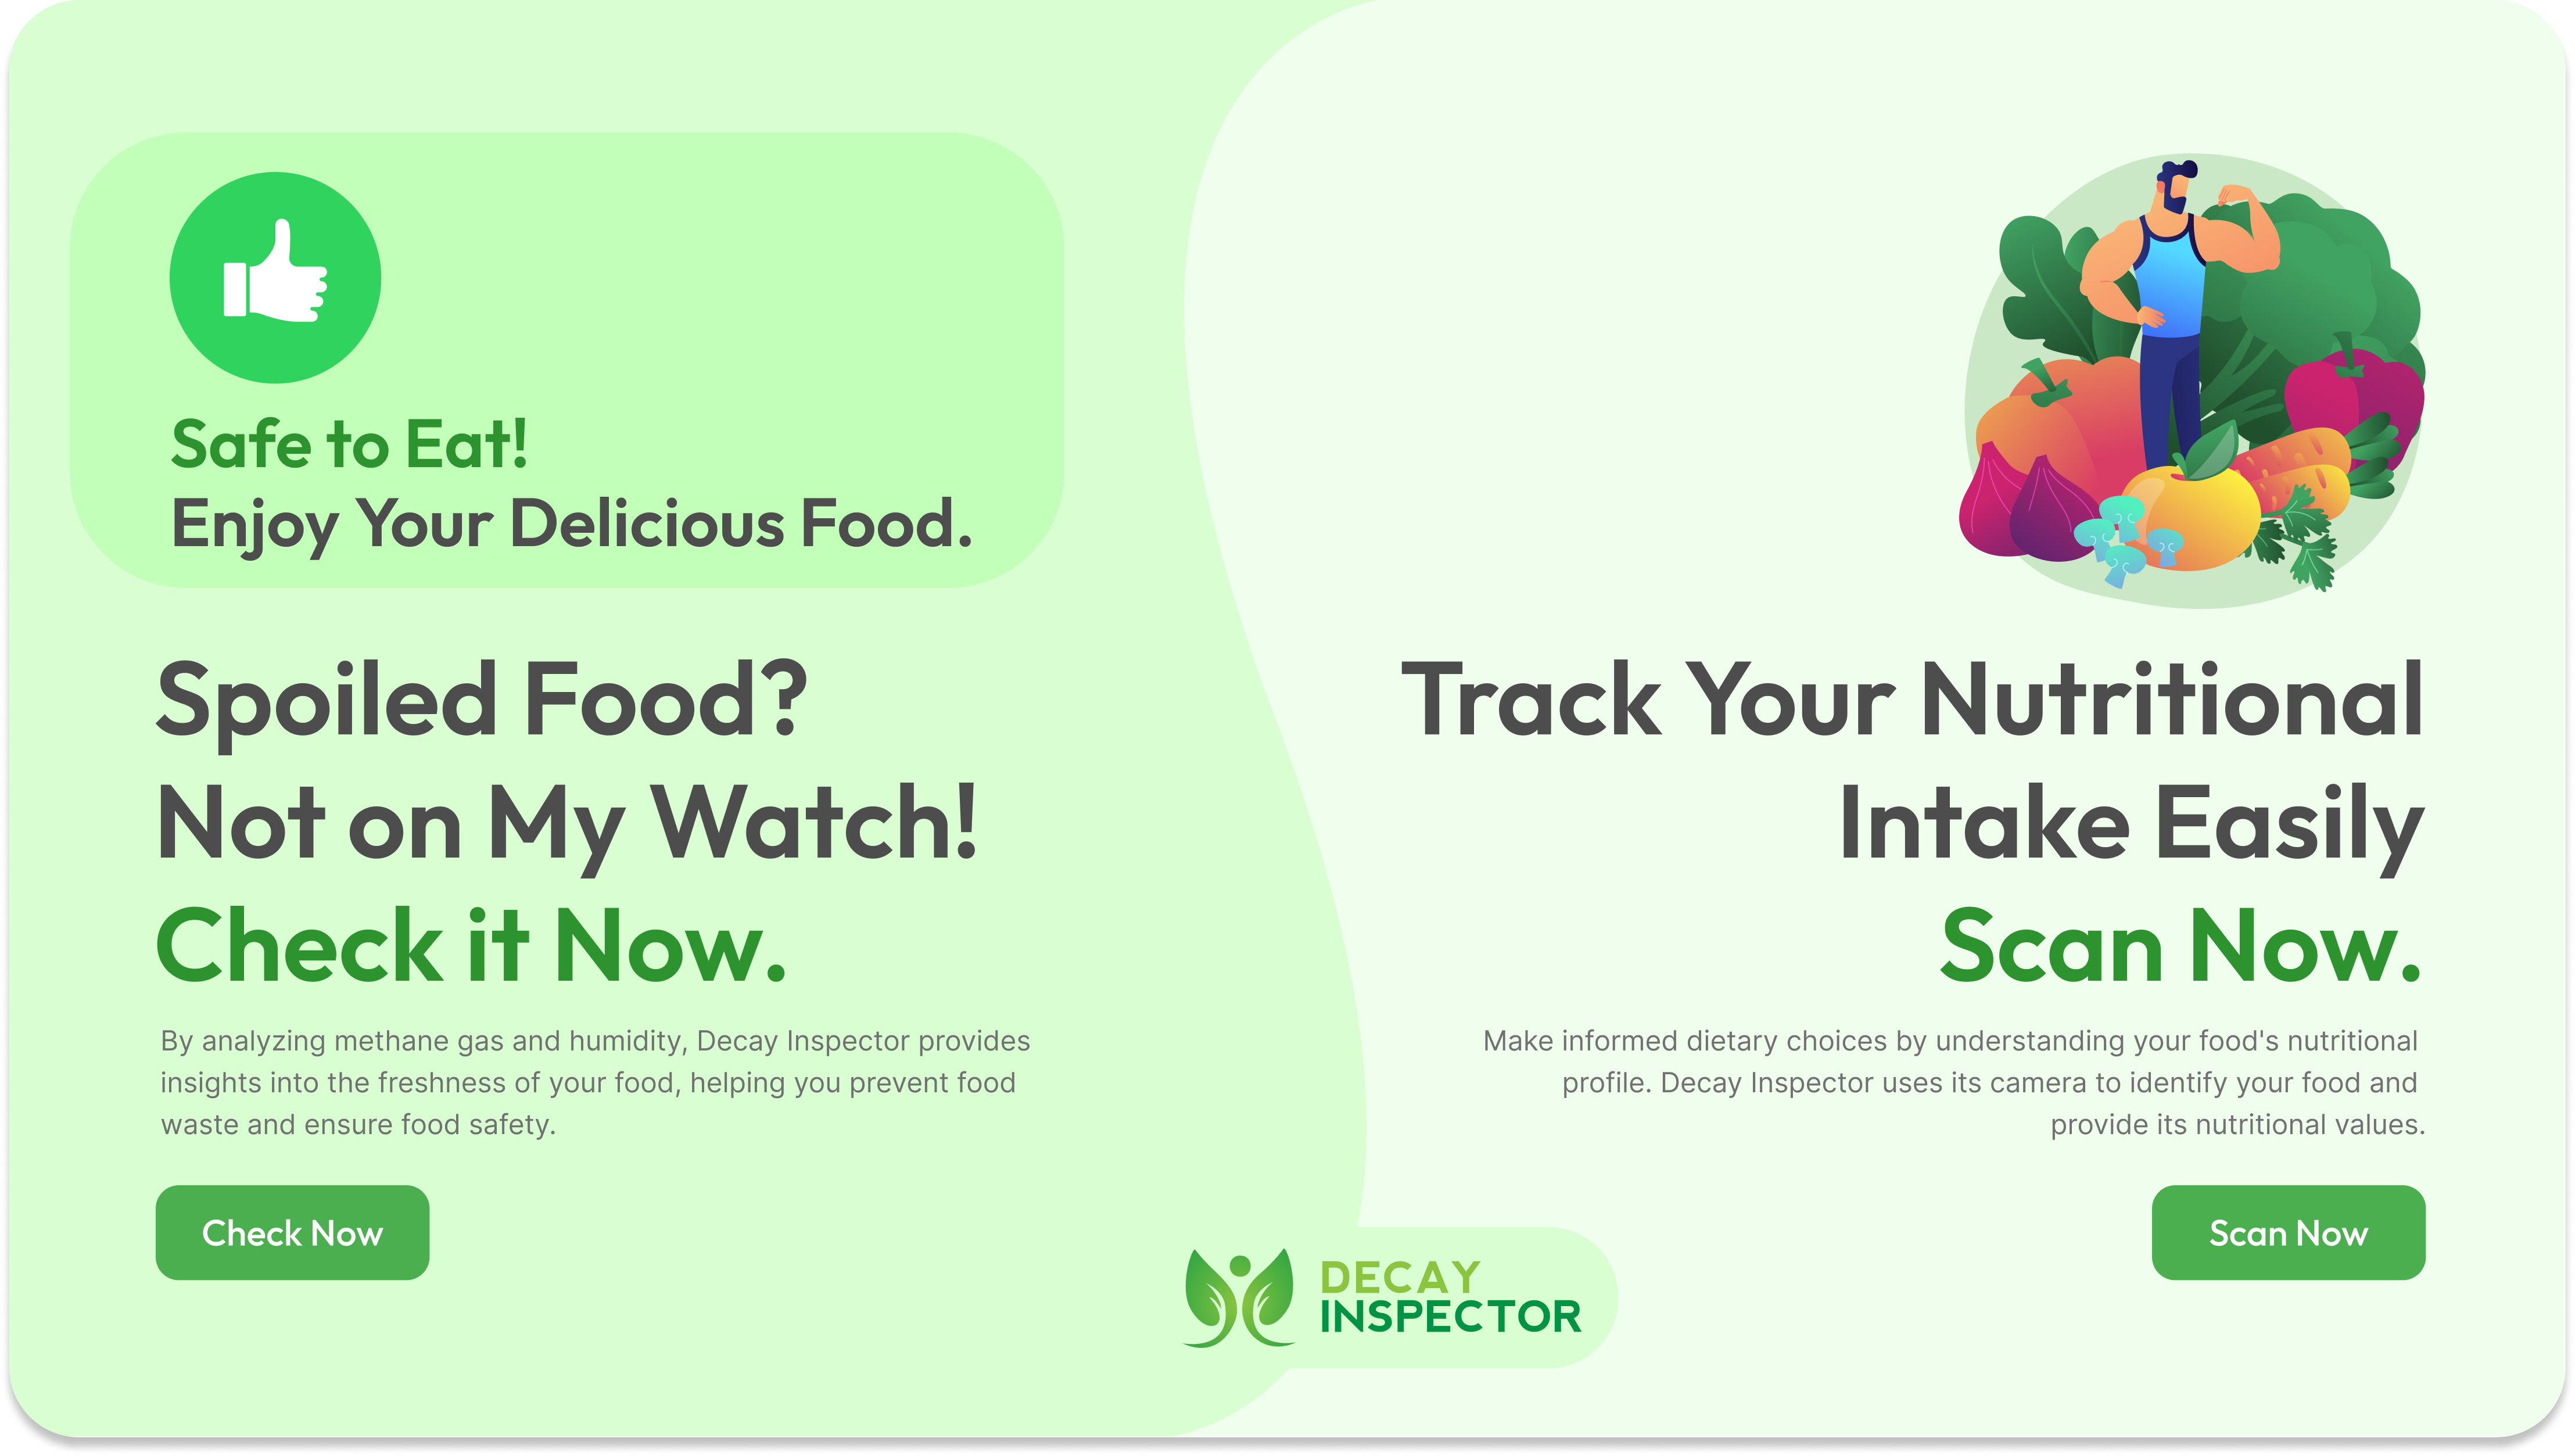 Safe to Eat!
Enjoy Your Delicious Food.
Spoiled Food?
Not on My Watch!
Check it Now.
By analyzing methane gas and humidity, Decay Inspector provides
insights into the freshness of your food, helping you prevent food
waste and ensure food safety.
Check Now
Track Your Nutritional
Intake Easily
Scan Now.
Make informed dietary choices by understanding your food's nutritional
profile. Decay Inspector uses its camera to identify your food and
provide its nutritional values.
Scan Now
DECAY
INSPECTOR